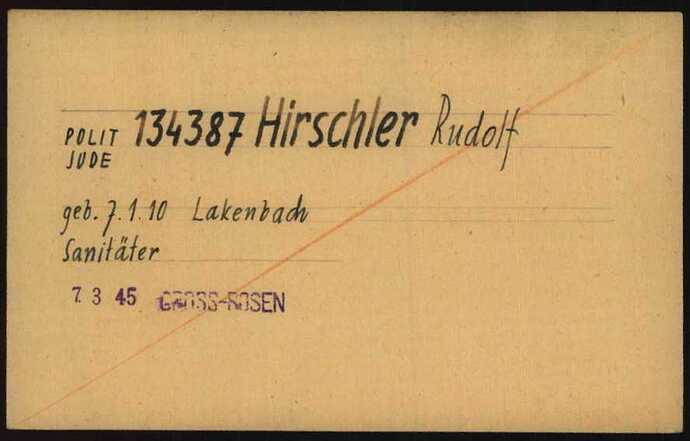 POLIT 134387 Hirschler Rudolf
JUDE
geb. 7.1.10 Lakenbach
Sanitäter
7 3 45 GROSS-ROSEN